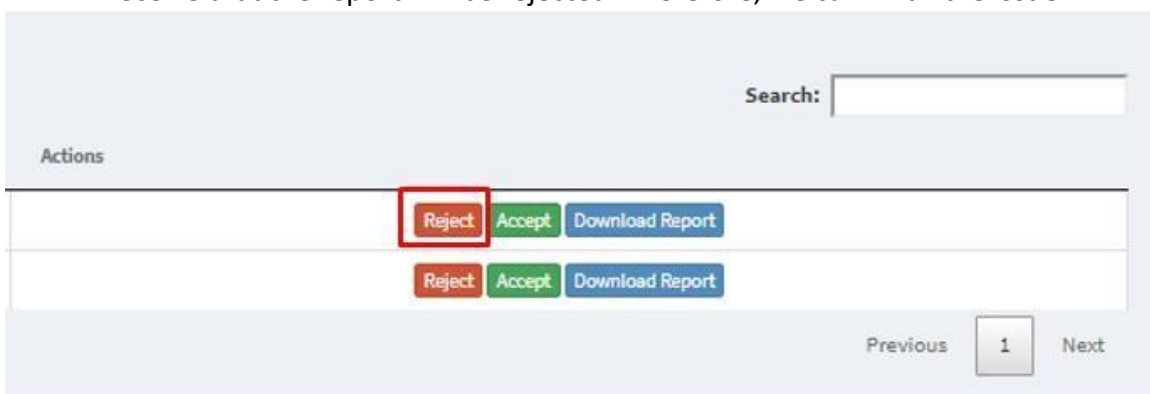 Search:
Actions
Reject Accept Download Report
Reject Accept Download Report
Previous 1 Next